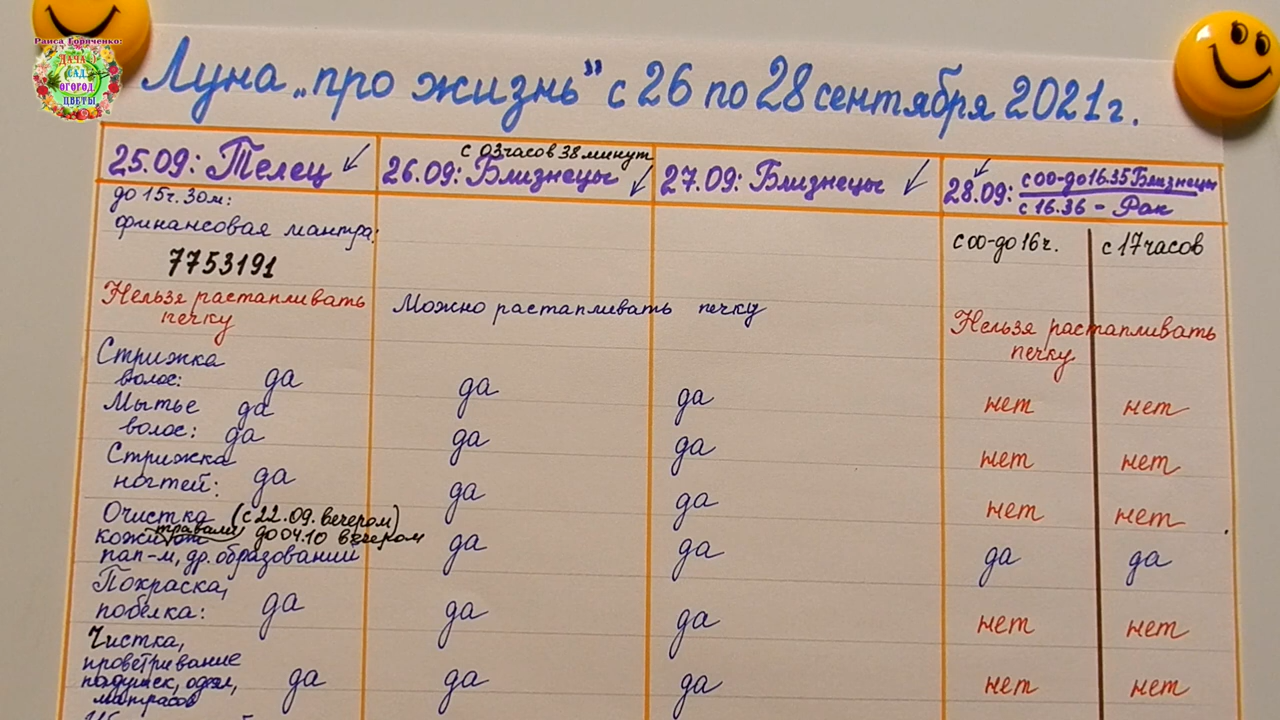 Раиса Горяченко:
ДАЧА
САД,
ОГОРОД,
ЦВЕТЫ
Луна „про жизнь" с 26 по 28 сентября 2021 г.
25.09: Телец
с 03 часов 38 минут
26.09: Близнецы
27.09: Близнецы
28.09: с 00-до 16.35 Близнецы
с 16.36 - Рак
до 15ч. 30м:
финансовая мантра:
7753191
с 00-до 16ч.
с 17 часов
Нельзя растапливать
печку
Можно растапливать печку
Нельзя растапливать
печку
Стрижка
волос: да да да нет нет
Мытье да
волос: да да да нет нет
Стрижка
ногтей: да да да нет нет
Очистка (с 22.09. вечером)
травами, до 04.10 вечером
кожи от да да да да
пап-м, др. образований
Покраска,
побелка: да да да нет нет
Чистка,
проветривание
подушек, одеял, да да да нет нет
матрасов